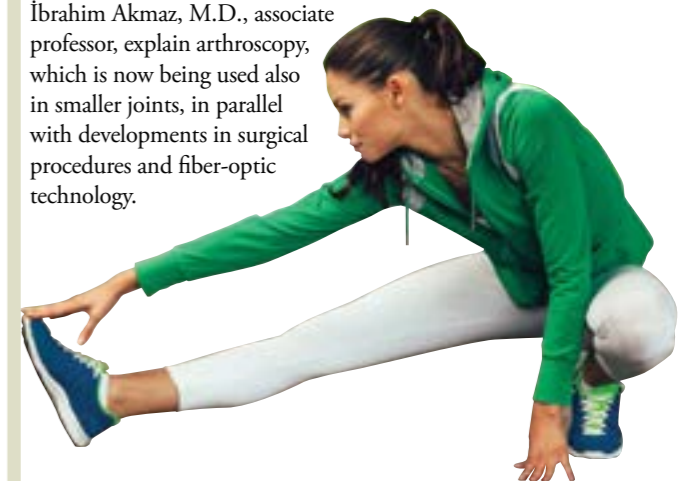 İbrahim Akmaz, M.D., associate
professor, explain arthroscopy,
which is now being used also
in smaller joints, in parallel
with developments in surgical
procedures and fiber-optic
technology.